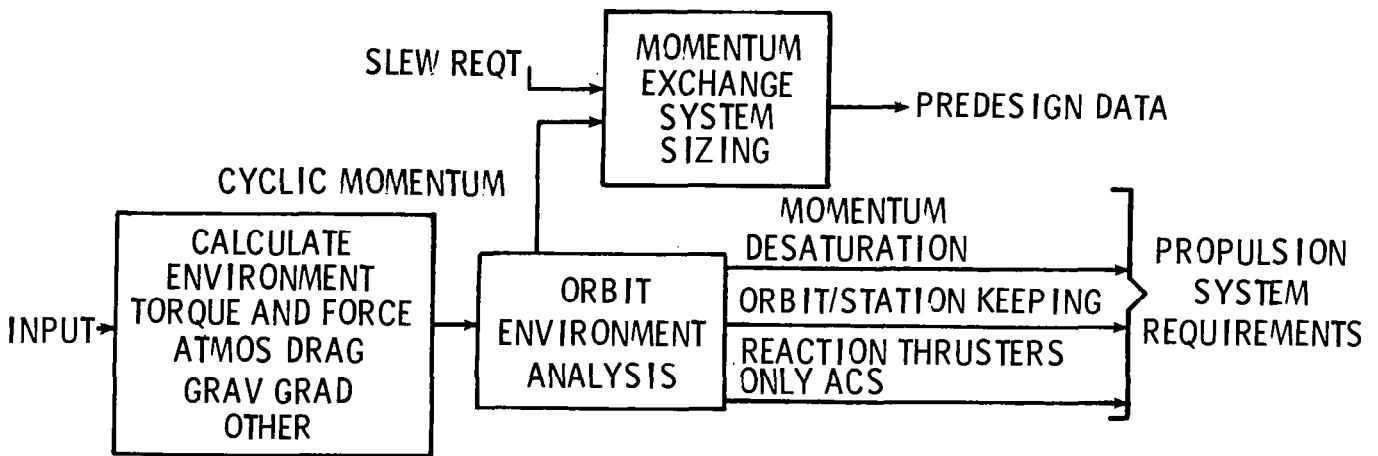 SLEW REQT
MOMENTUM
EXCHANGE
SYSTEM
SIZING
PREDESIGN DATA
CYCLIC MOMENTUM
INPUT
CALCULATE
ENVIRONMENT
TORQUE AND FORCE
ATMOS DRAG
GRAV GRAD
OTHER
ORBIT
ENVIRONMENT
ANALYSIS
MOMENTUM
DESATURATION
ORBIT/STATION KEEPING
REACTION THRUSTERS
ONLY ACS
PROPULSION
SYSTEM
REQUIREMENTS